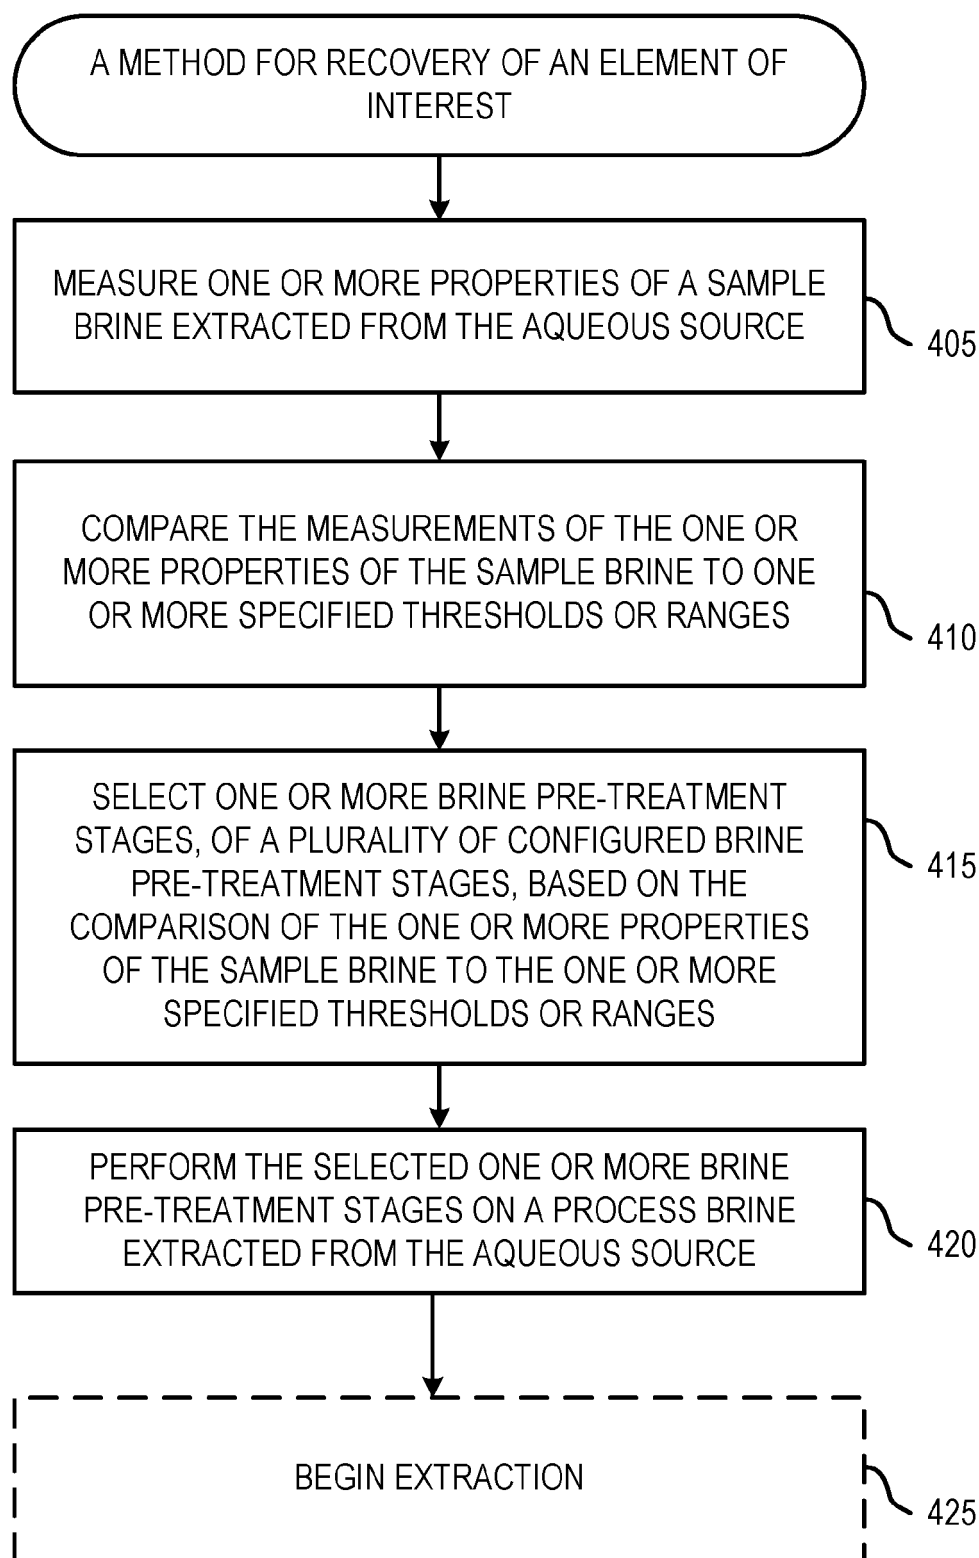 A METHOD FOR RECOVERY OF AN ELEMENT OF
INTEREST
MEASURE ONE OR MORE PROPERTIES OF A SAMPLE
BRINE EXTRACTED FROM THE AQUEOUS SOURCE
405
COMPARE THE MEASUREMENTS OF THE ONE OR
MORE PROPERTIES OF THE SAMPLE BRINE TO ONE
OR MORE SPECIFIED THRESHOLDS OR RANGES
410
SELECT ONE OR MORE BRINE PRE-TREATMENT
STAGES, OF A PLURALITY OF CONFIGURED BRINE
PRE-TREATMENT STAGES, BASED ON THE
COMPARISON OF THE ONE OR MORE PROPERTIES
OF THE SAMPLE BRINE TO THE ONE OR MORE
SPECIFIED THRESHOLDS OR RANGES
415
PERFORM THE SELECTED ONE OR MORE BRINE
PRE-TREATMENT STAGES ON A PROCESS BRINE
EXTRACTED FROM THE AQUEOUS SOURCE
420
BEGIN EXTRACTION
425